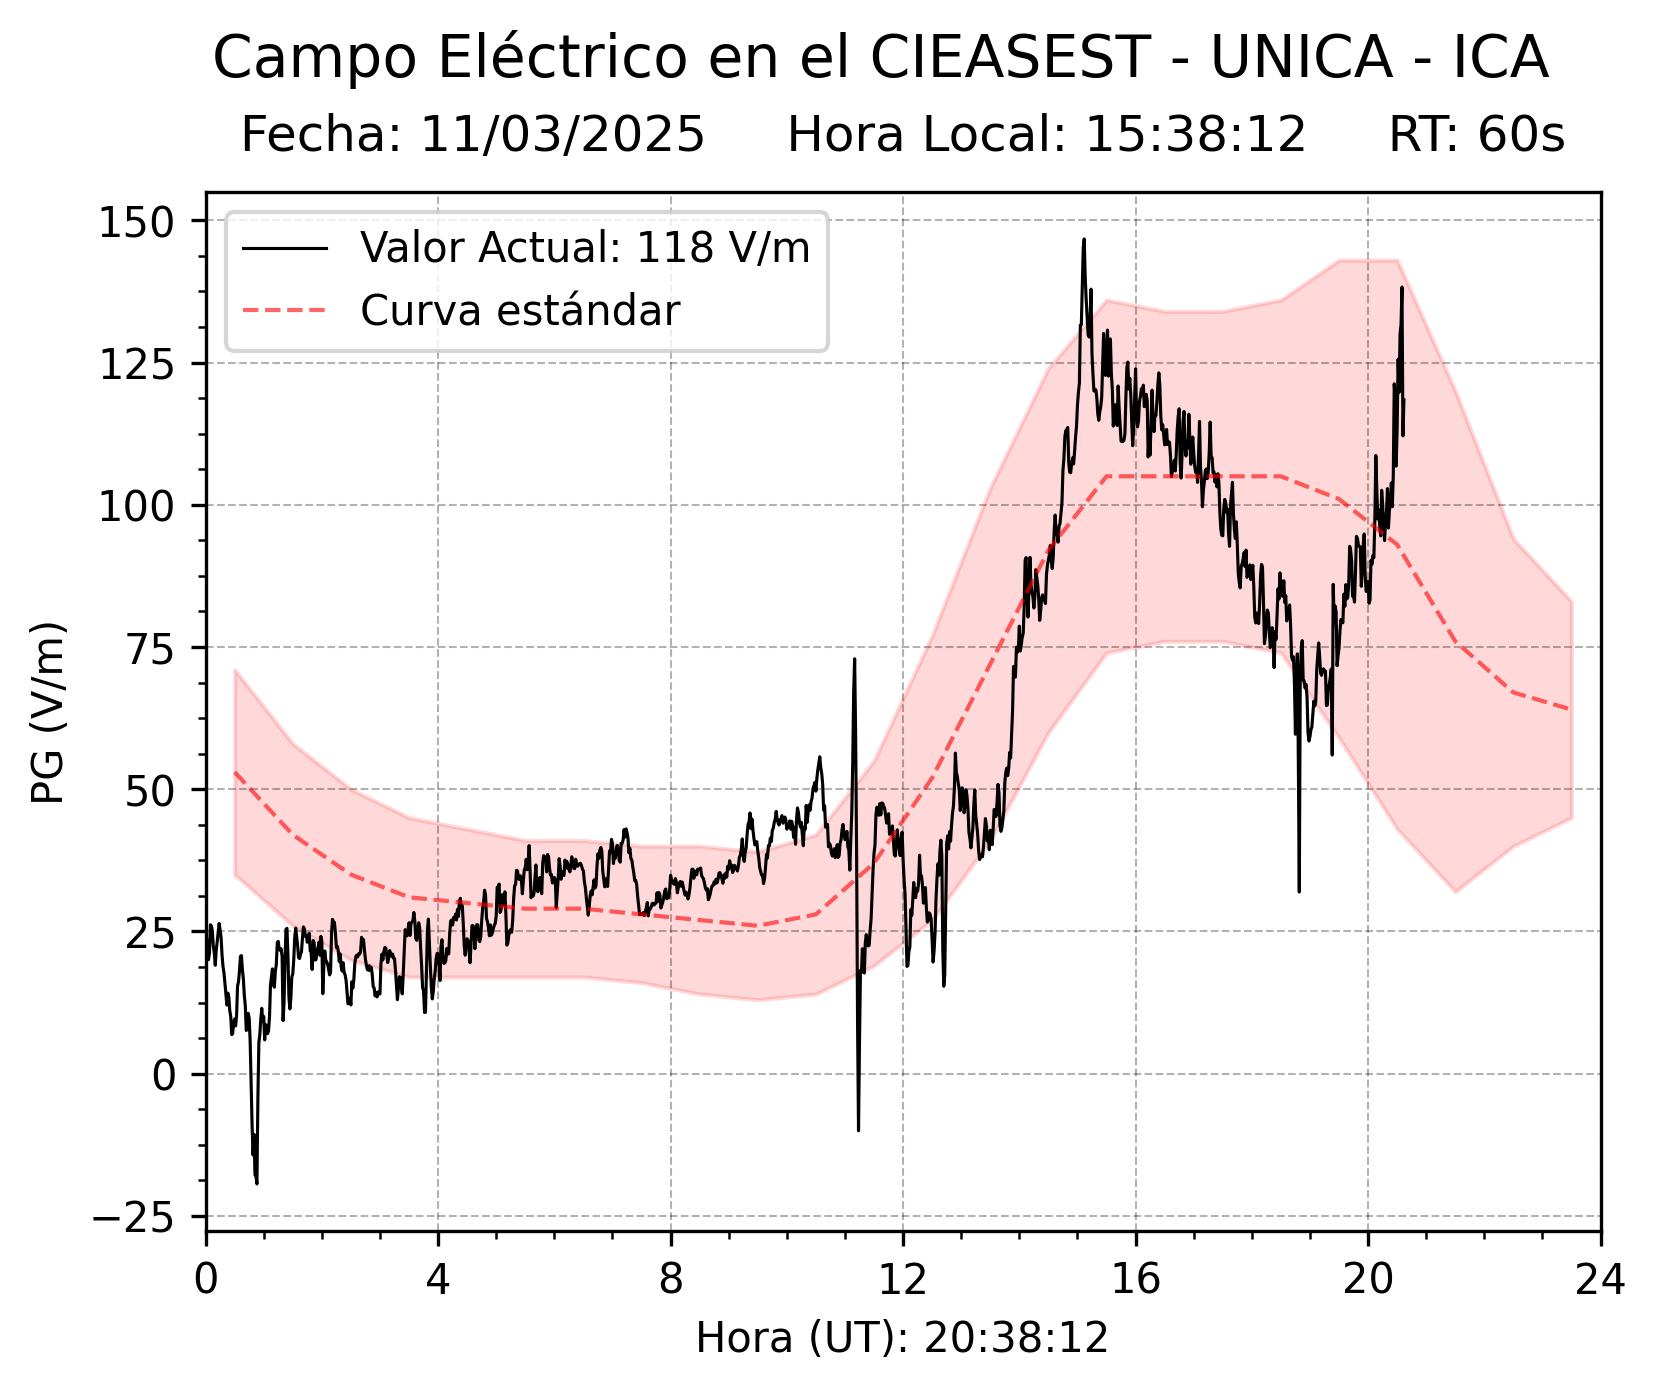 Campo Eléctrico en el CIEASEST - UNICA - ICA
Fecha: 11/03/2025 Hora Local: 15:38:12 RT: 60s
Valor Actual: 118 V/m
Curva estándar
150
125
100
75
50
25
0
−25
PG (V/m)
0 4 8 12 16 20 24
Hora (UT): 20:38:12